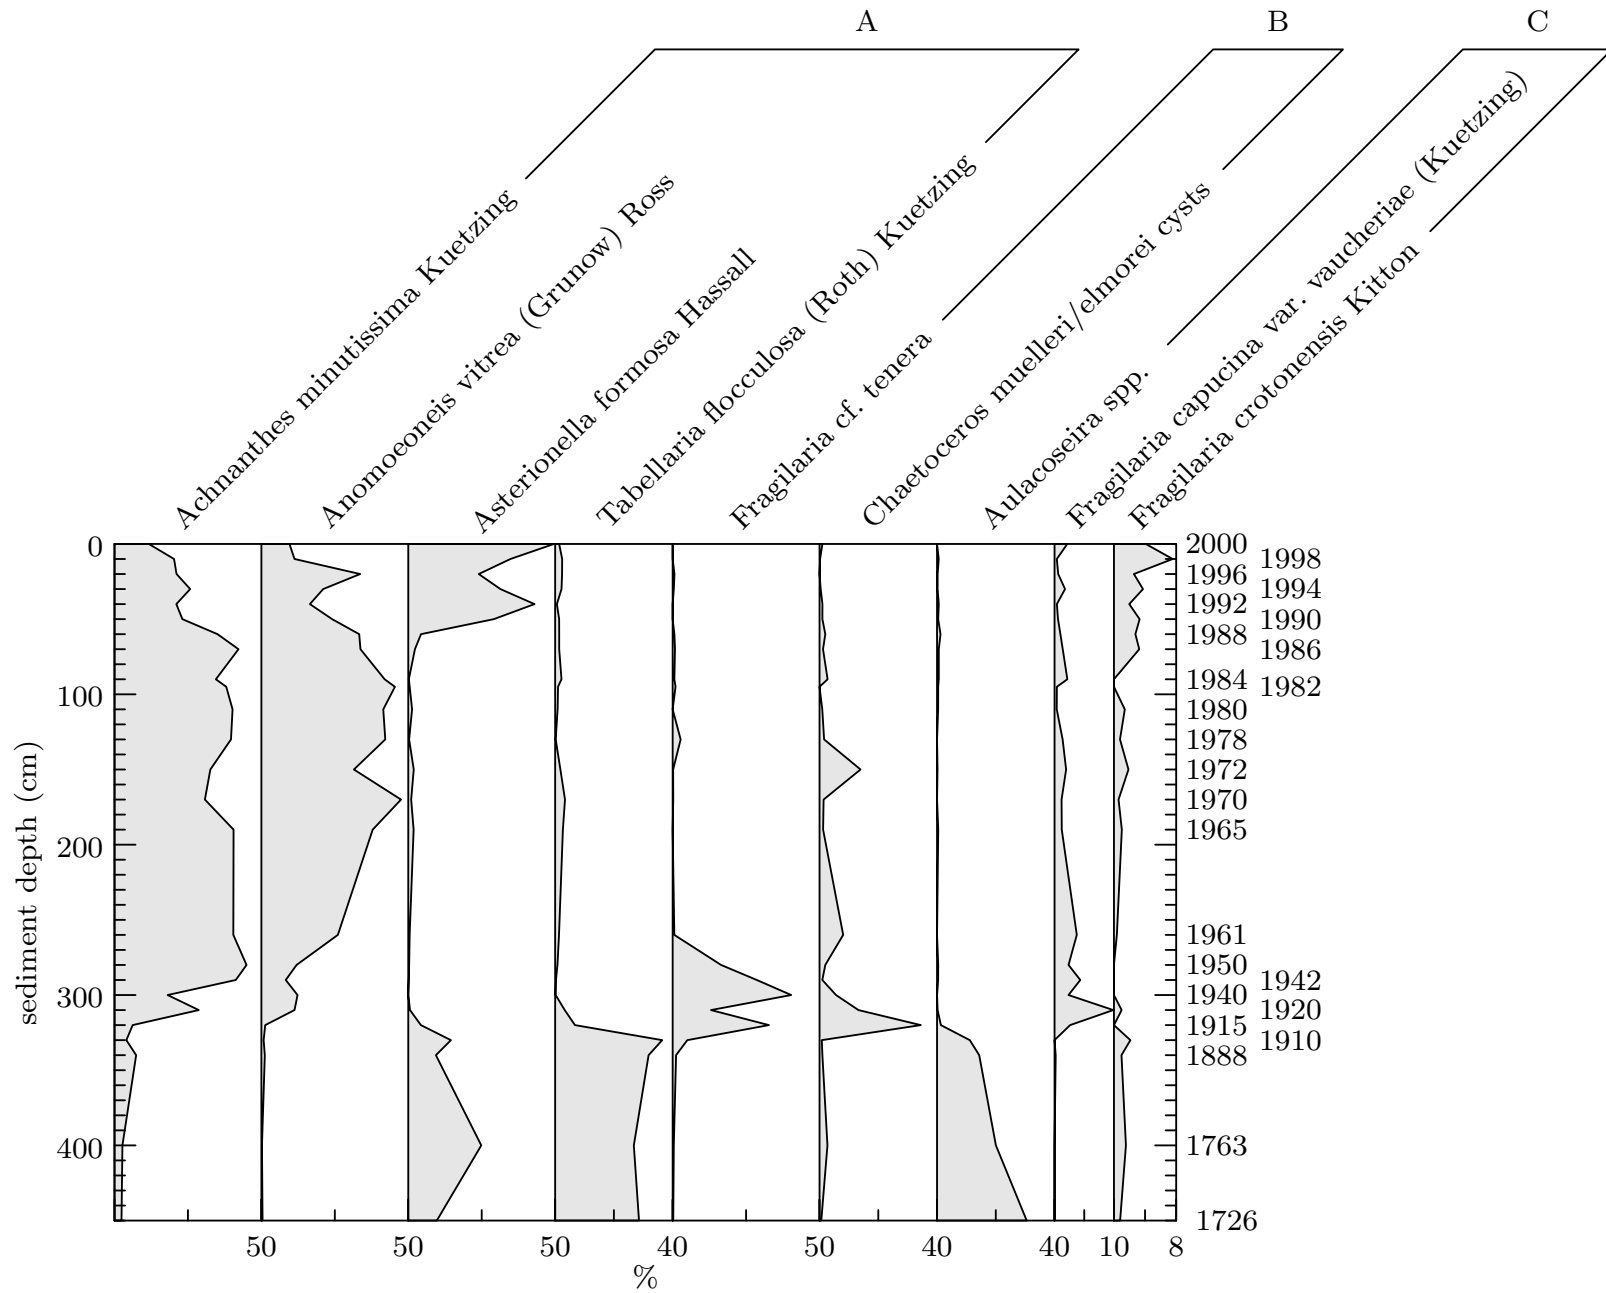 A
B
C
Achnanthes minutissima Kuetzing
Anomoeoneis vitrea (Grunow) Ross
Asterionella formosa Hassall
Tabellaria flocculosa (Roth) Kuetzing
Fragilaria cf. tenera
Chaetoceros muelleri/elmorei cysts
Aulacoseira spp.
Fragilaria capucina var. vaucheriae (Kuetzing)
Fragilaria crotonensis Kitton
sediment depth (cm)
0
100
200
300
400
2000
1998
1996
1994
1992
1990
1988
1986
1984
1982
1980
1978
1972
1970
1965
1961
1950
1942
1940
1920
1915
1910
1888
1763
1726
50 50 50 40 50 40 40 10 8
%